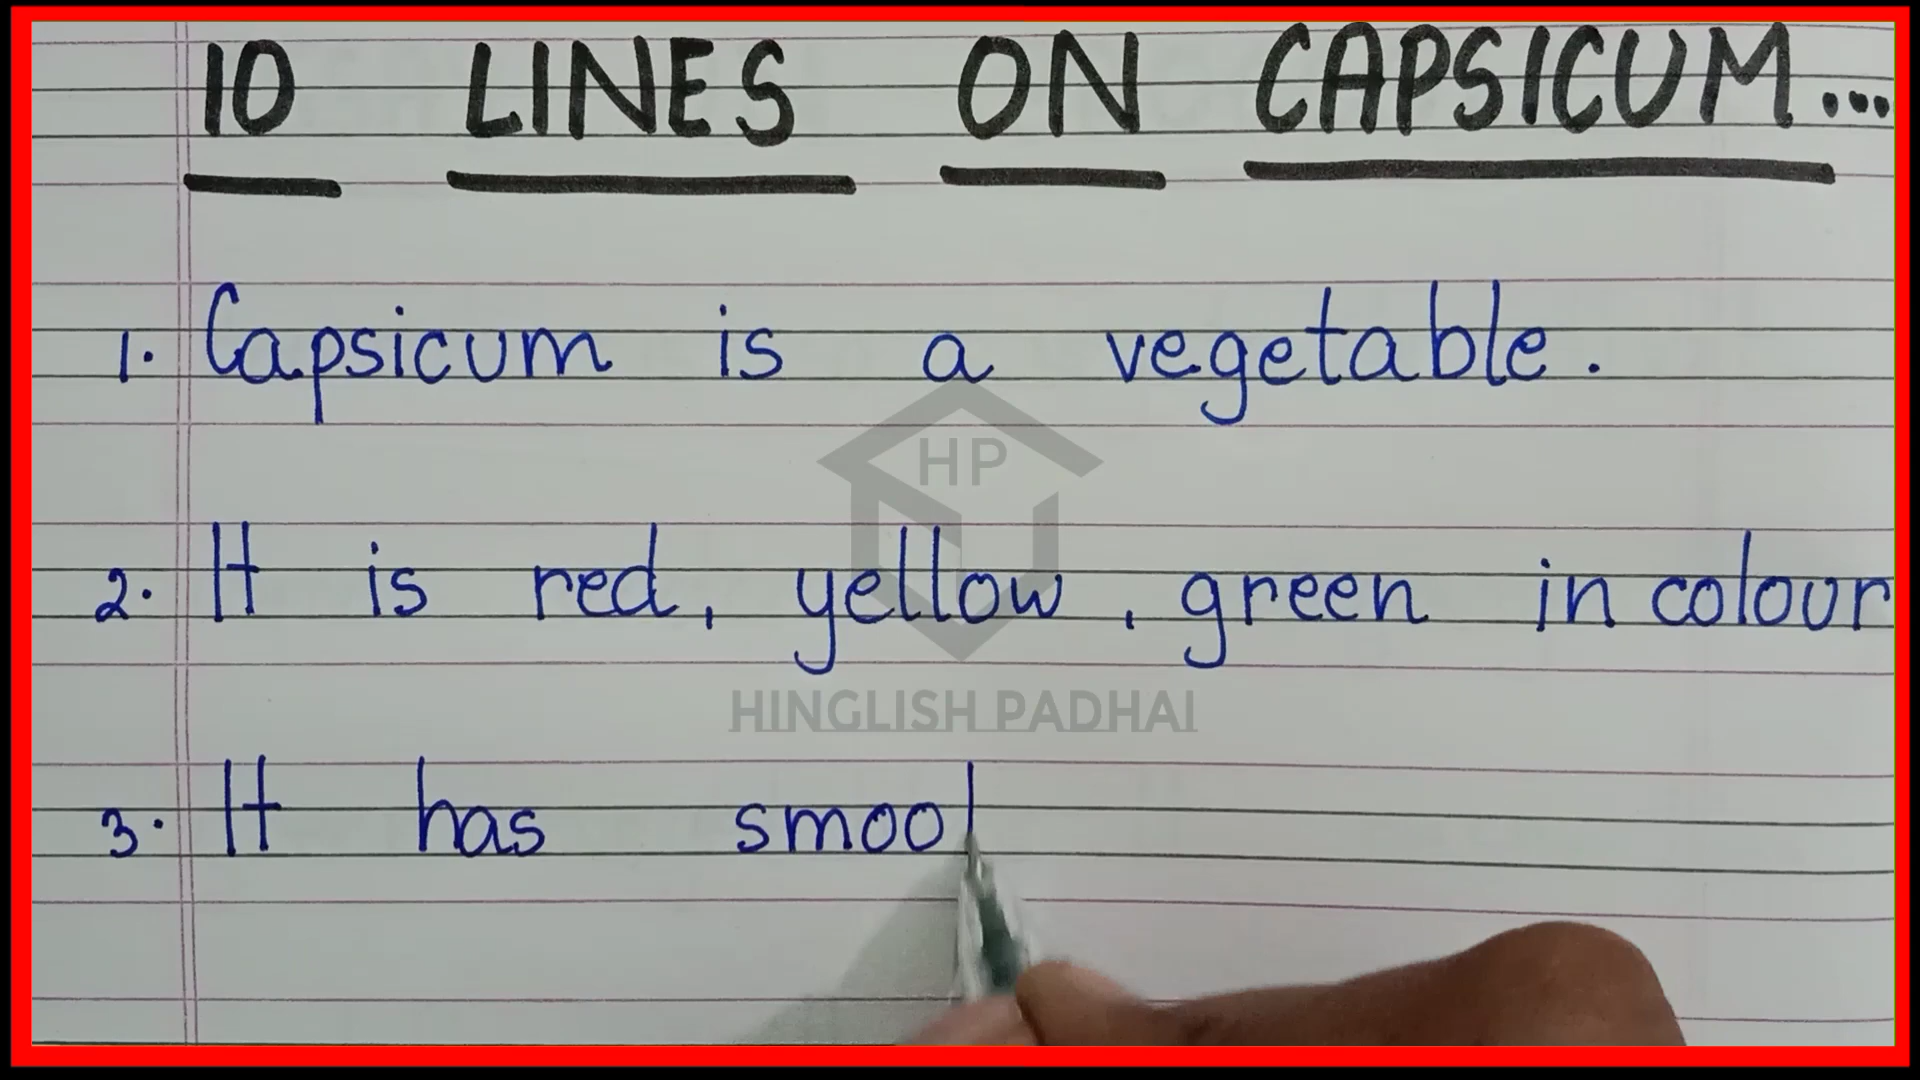 10 LINES ON CAPSICUM...
1. Capsicum is a vegetable.
HP
2. It is red, yellow, green in colour
HINGLISH PADHAI
3. It has